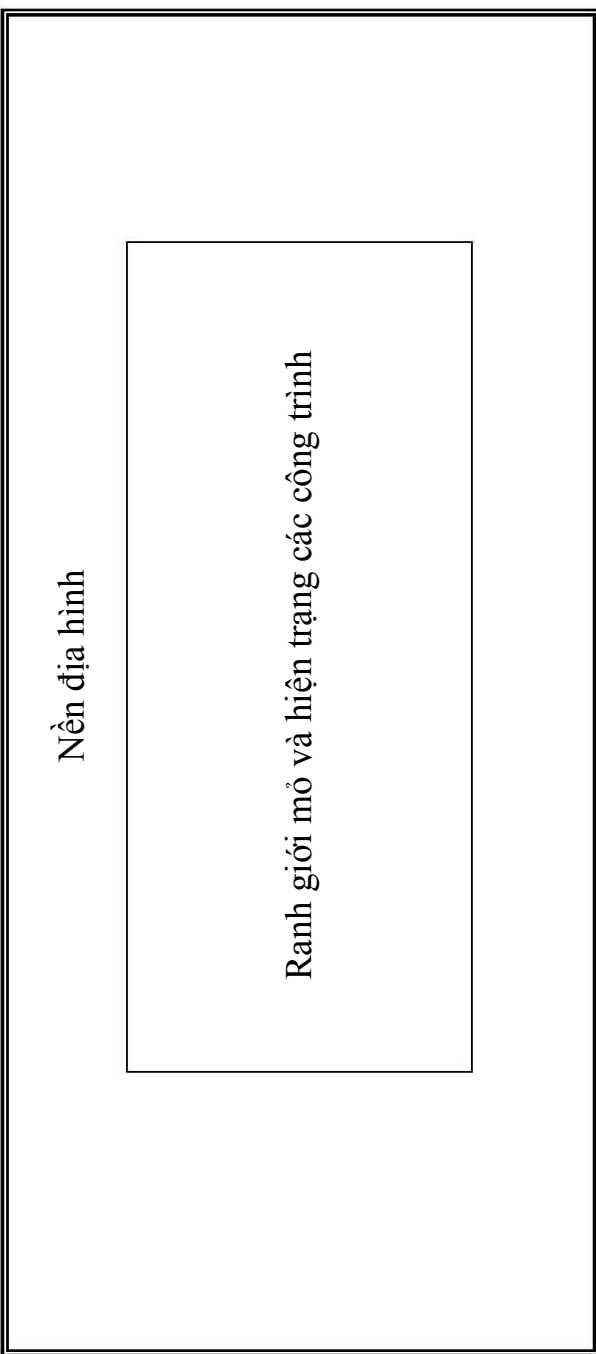 Nền địa hình
Ranh giới mỏ và hiện trạng các công trình